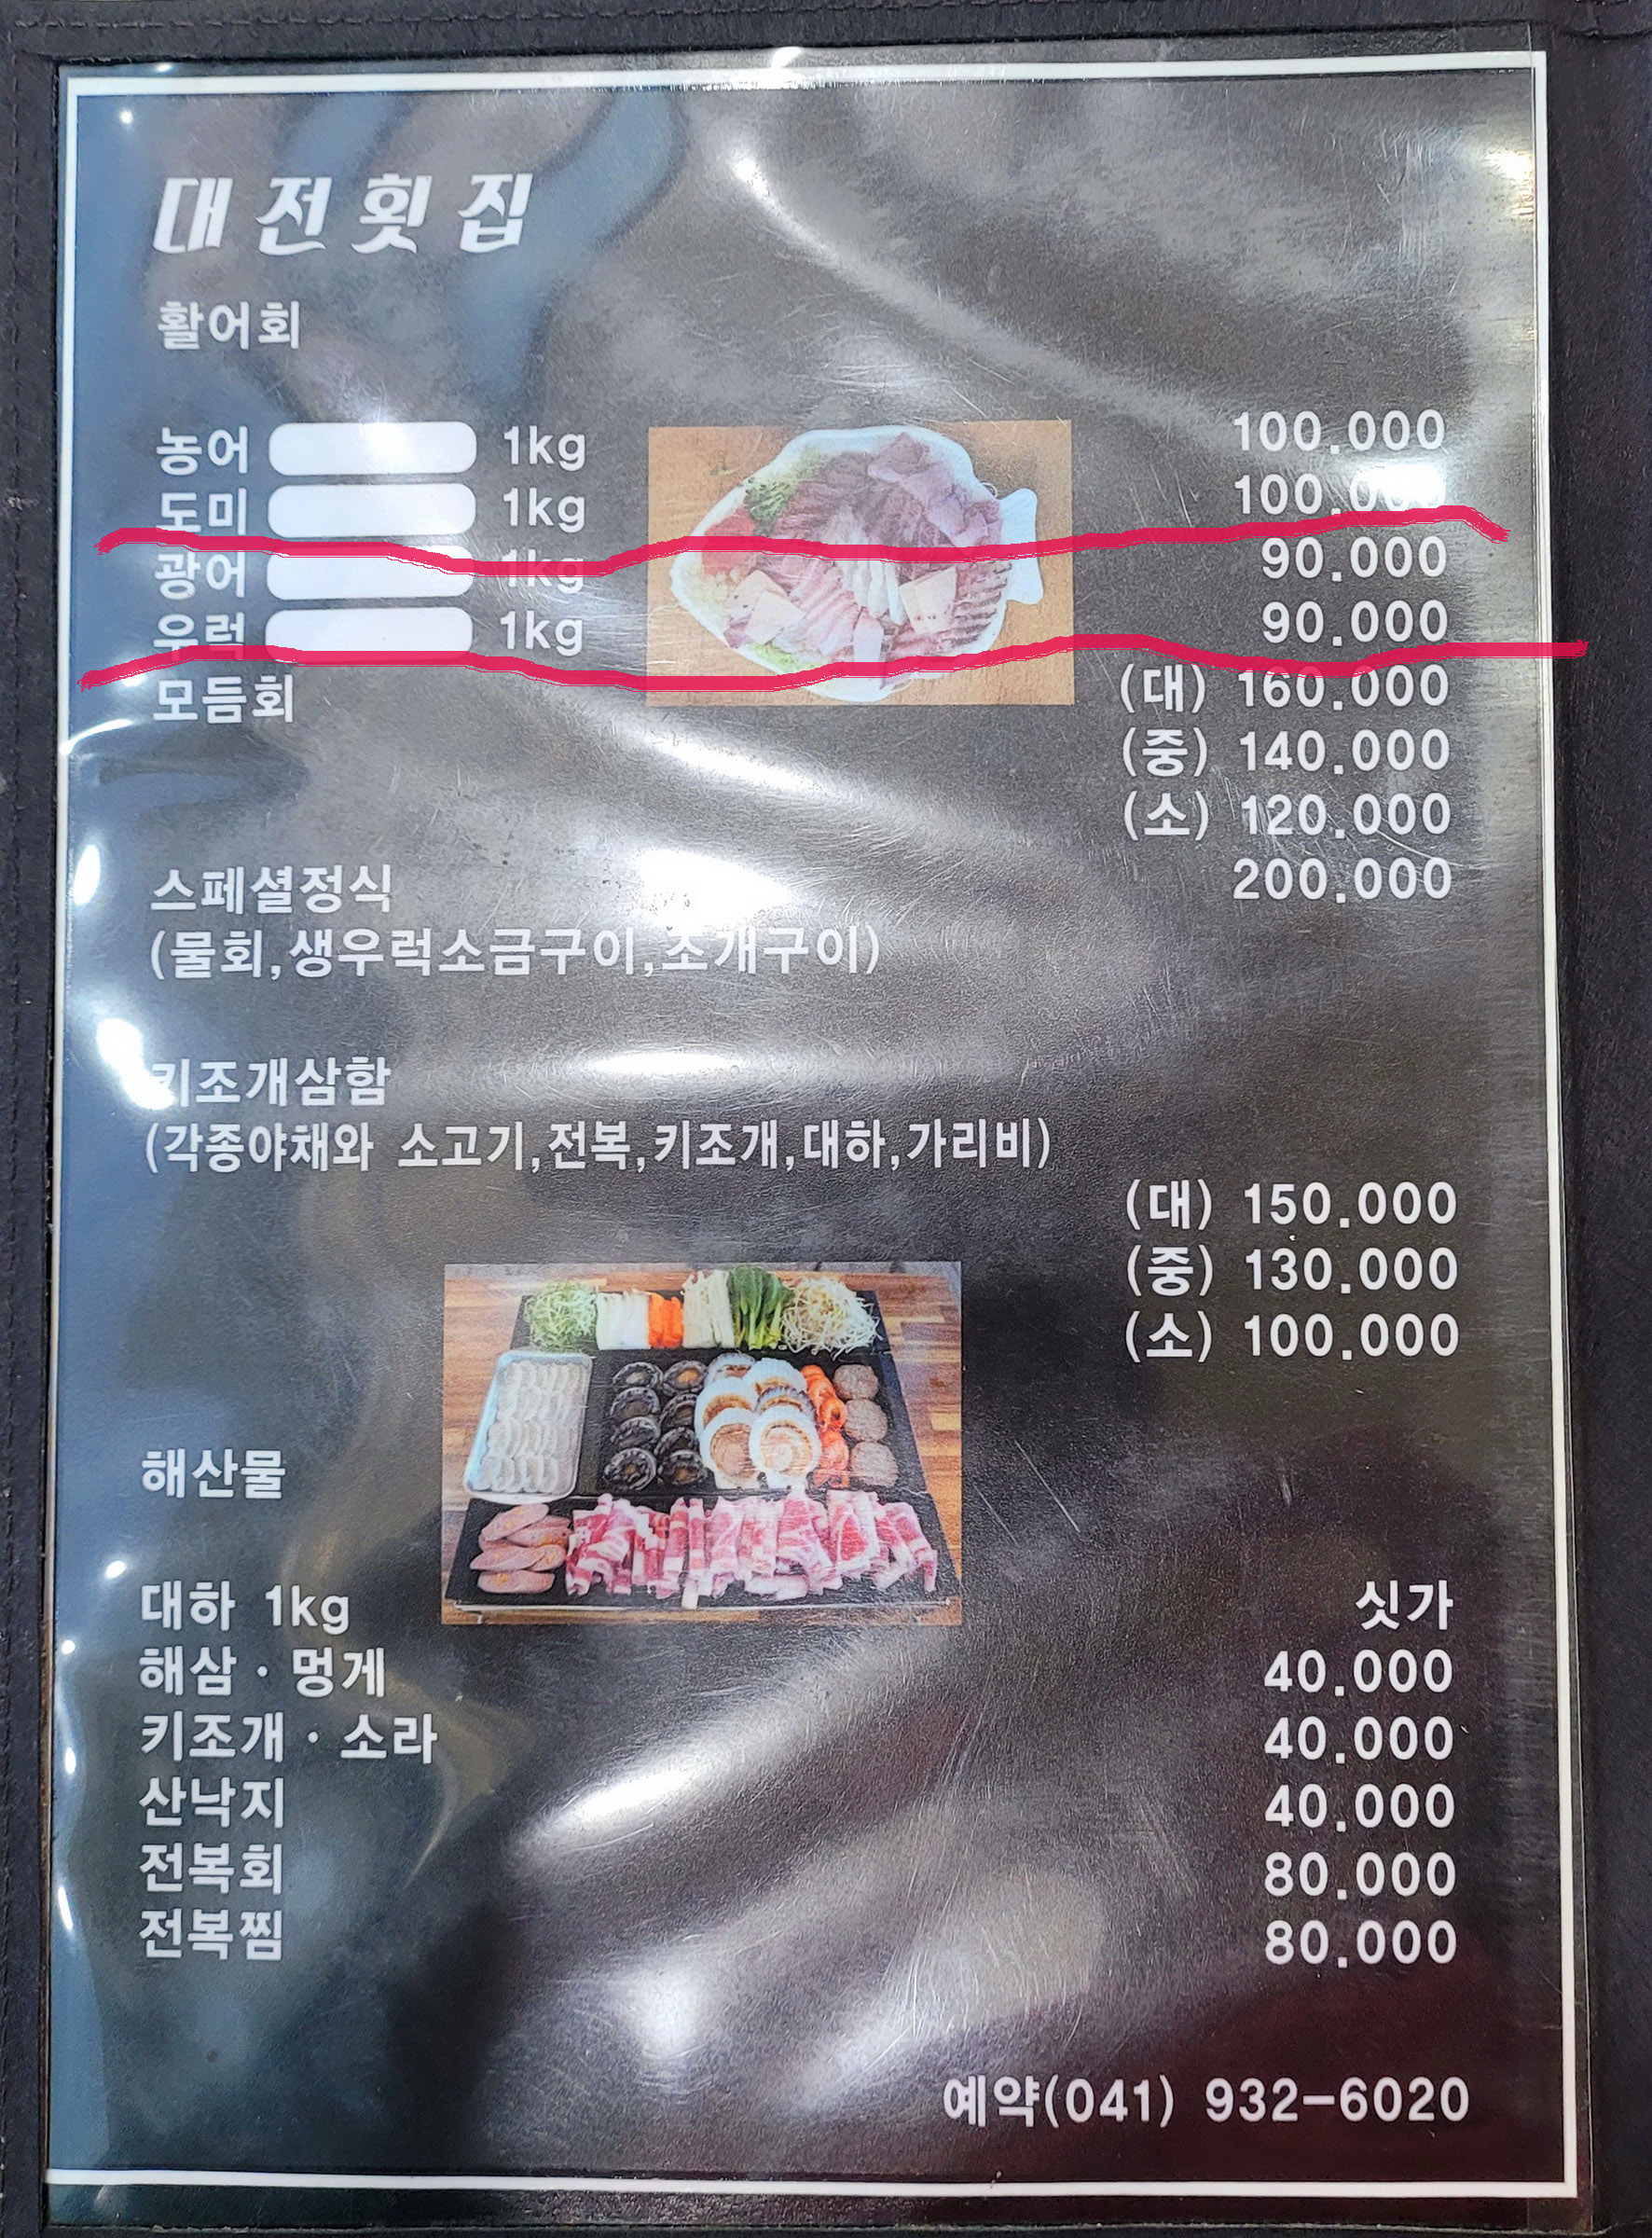 대전횟집
활어회
농어 1kg 100.000
도미 1kg 100.000
광어 1kg 90.000
우럭 1kg 90.000
모듬회 (대) 160.000
(중) 140.000
(소) 120.000
스페셜정식 200.000
(물회,생우럭소금구이,조개구이)
키조개삼함
(각종야채와 소고기,전복,키조개,대하,가리비)
(대) 150.000
(중) 130.000
(소) 100.000
해산물
대하 1kg 싯가
해삼·멍게 40.000
키조개·소라 40.000
산낙지 40.000
전복회 80.000
전복찜 80.000
예약(041) 932-6020